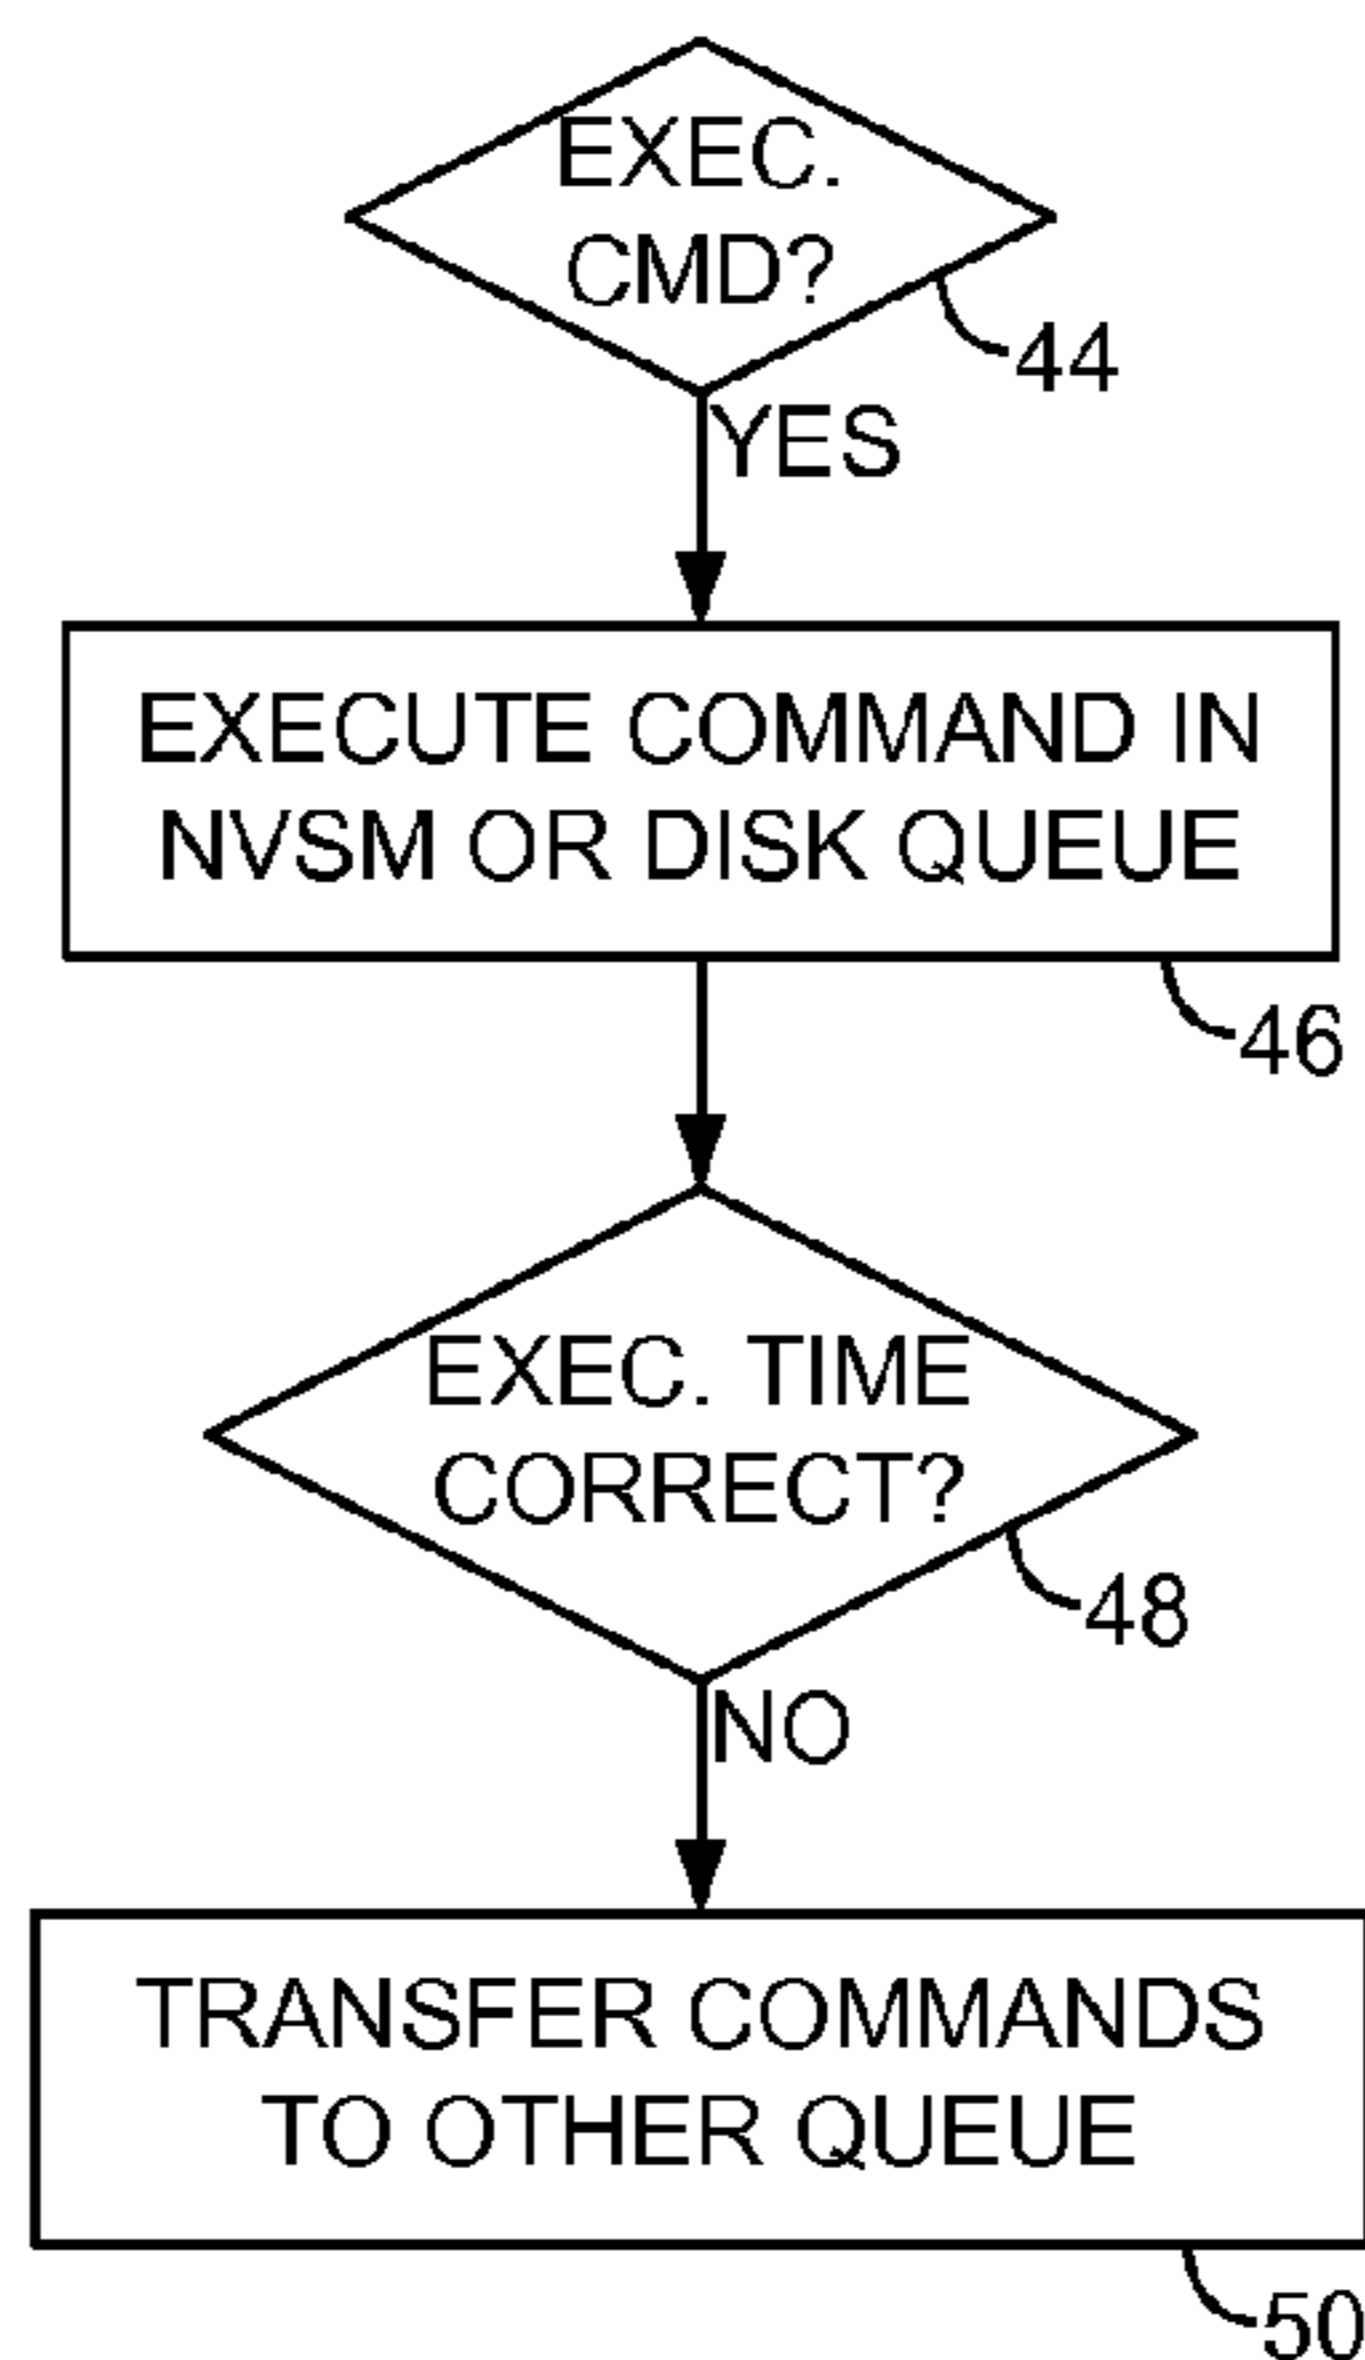 EXEC.
CMD?
44
YES
EXECUTE COMMAND IN
NVSM OR DISK QUEUE
46
EXEC. TIME
CORRECT?
48
NO
TRANSFER COMMANDS
TO OTHER QUEUE
50